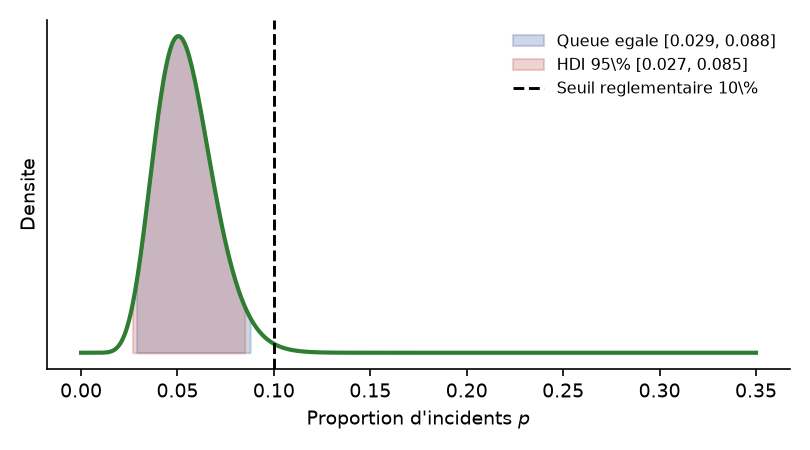 Queue egale [0.029, 0.088]
HDI 95\% [0.027, 0.085]
Seuil reglementaire 10\%
Densite
0.00 0.05 0.10 0.15 0.20 0.25 0.30 0.35
Proportion d'incidents p